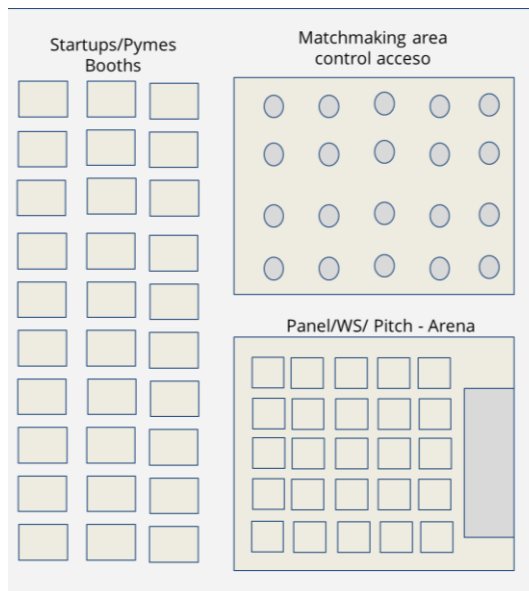 Startups/Pymes
Booths
Matchmaking area
control acceso
Panel/WS/ Pitch - Arena